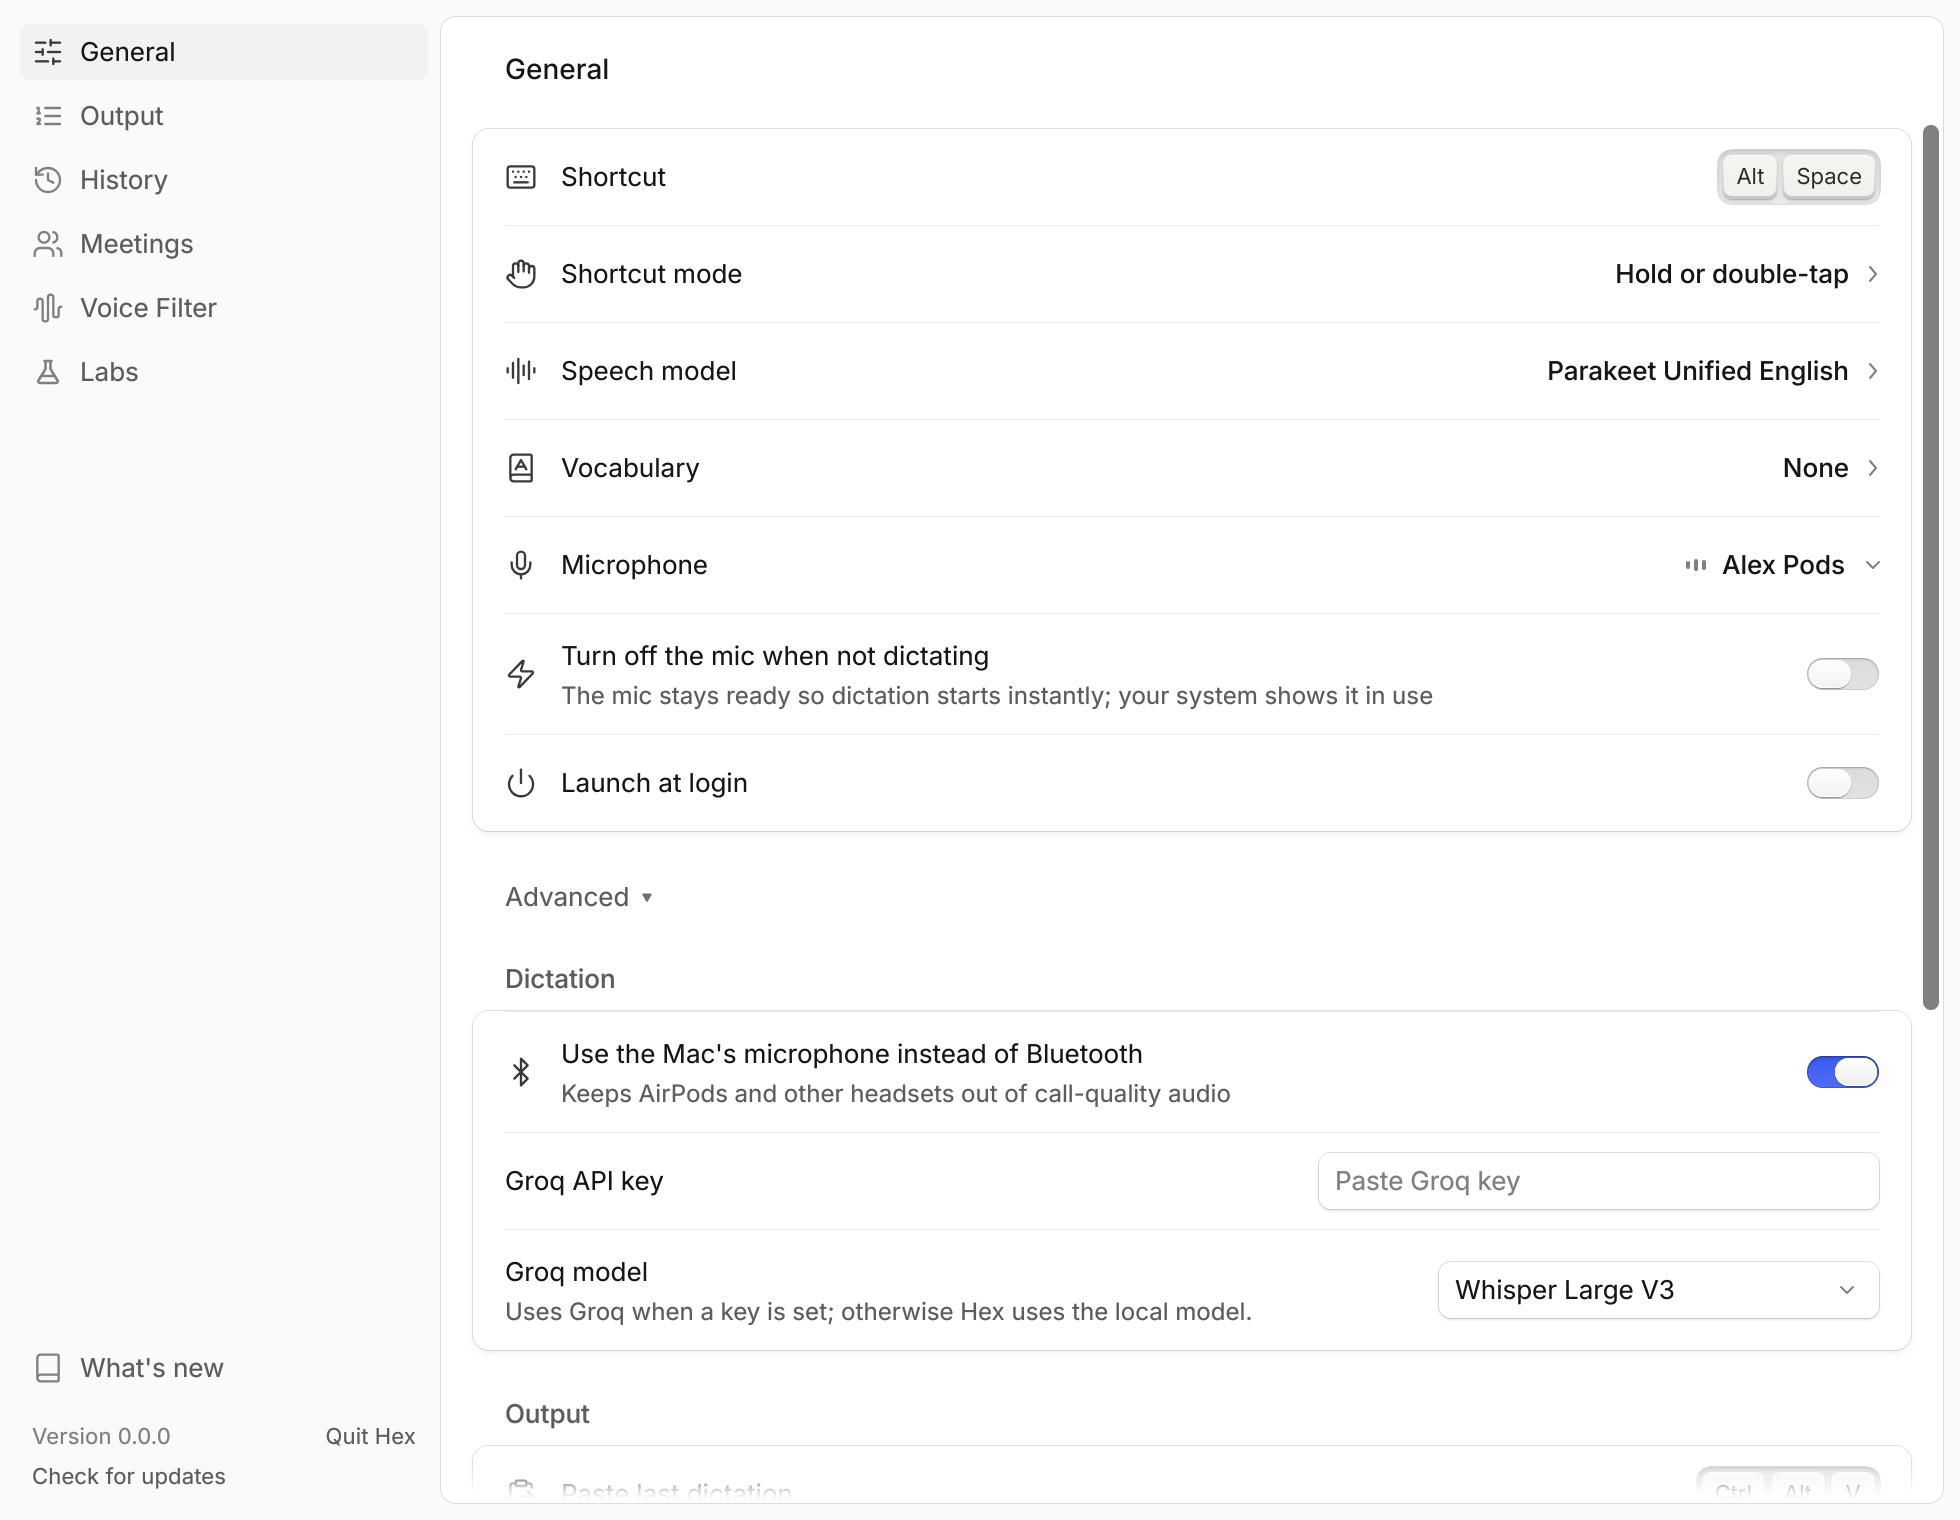 General
Output
History
Meetings
Voice Filter
Labs
What's new
Version 0.0.0
Quit Hex
Check for updates
General
Shortcut
Alt Space
Shortcut mode
Hold or double-tap
Speech model
Parakeet Unified English
Vocabulary
None
Microphone
Alex Pods
Turn off the mic when not dictating
The mic stays ready so dictation starts instantly; your system shows it in use
Launch at login
Advanced
Dictation
Use the Mac's microphone instead of Bluetooth
Keeps AirPods and other headsets out of call-quality audio
Groq API key
Paste Groq key
Groq model
Uses Groq when a key is set; otherwise Hex uses the local model.
Whisper Large V3
Output
Paste last dictation
Ctrl Alt V